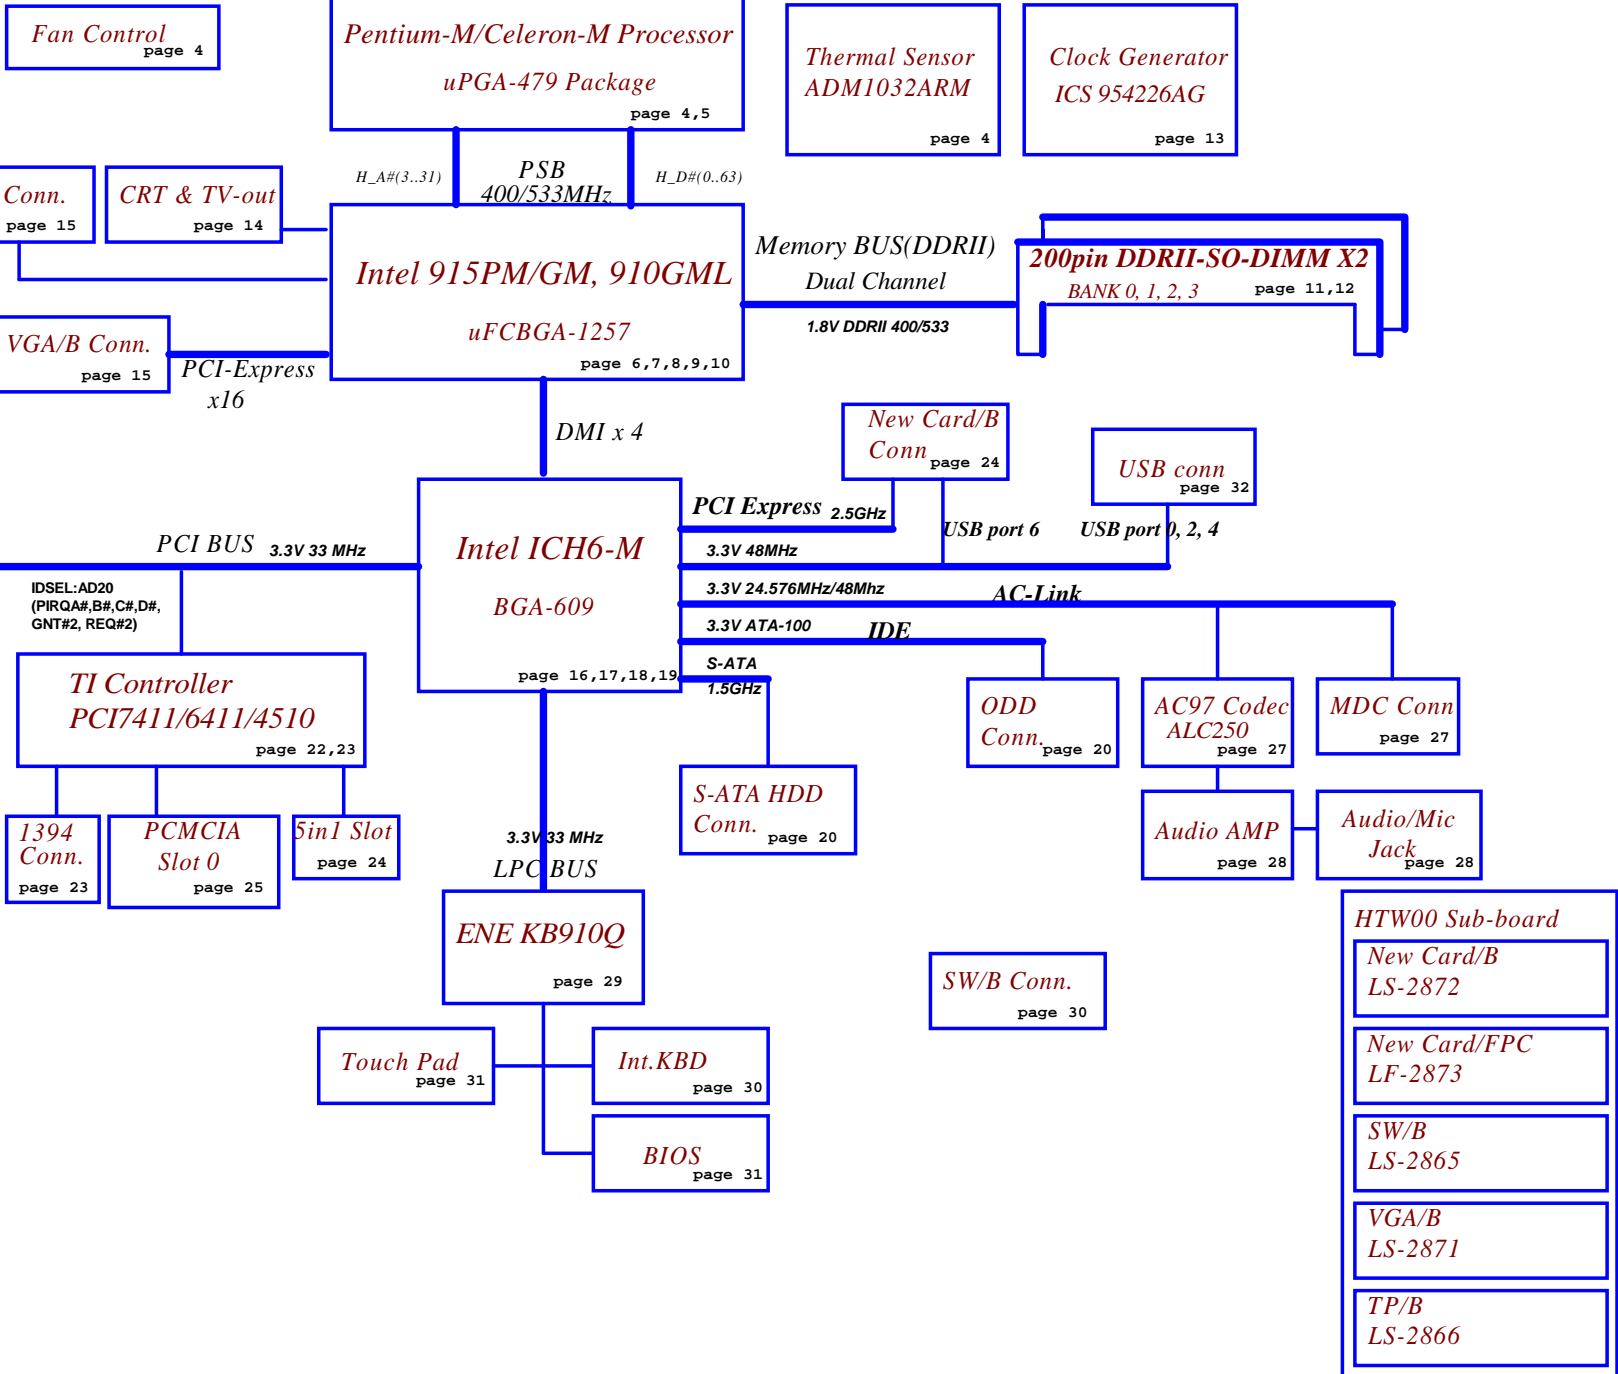 Fan Control
page 4
Pentium-M/Celeron-M Processor
uPGA-479 Package
page 4,5
Thermal Sensor
ADM1032ARM
page 4
Clock Generator
ICS 954226AG
page 13
Conn.
page 15
CRT & TV-out
page 14
H_A#(3..31)
PSB
400/533MHz
H_D#(0..63)
Intel 915PM/GM, 910GML
uFCBGA-1257
page 6,7,8,9,10
Memory BUS(DDRII)
Dual Channel
1.8V DDRII 400/533
200pin DDRII-SO-DIMM X2
BANK 0, 1, 2, 3
page 11,12
VGA/B Conn.
page 15
PCI-Express
x16
DMI x 4
New Card/B
Conn
page 24
USB conn
page 32
PCI Express 2.5GHz
USB port 6
USB port 0, 2, 4
PCI BUS 3.3V 33 MHz
Intel ICH6-M
BGA-609
page 16,17,18,19
3.3V 48MHz
3.3V 24.576MHz/48Mhz
AC-Link
3.3V ATA-100
IDE
S-ATA
1.5GHz
IDSEL:AD20
(PIRQA#,B#,C#,D#,
GNT#2, REQ#2)
TI Controller
PCI7411/6411/4510
page 22,23
ODD
Conn.
page 20
AC97 Codec
ALC250
page 27
MDC Conn
page 27
1394
Conn.
page 23
PCMCIA
Slot 0
page 25
5in1 Slot
page 24
S-ATA HDD
Conn.
page 20
Audio AMP
page 28
Audio/Mic
Jack
page 28
3.3V 33 MHz
LPC BUS
ENE KB910Q
page 29
SW/B Conn.
page 30
Touch Pad
page 31
Int.KBD
page 30
BIOS
page 31
HTW00 Sub-board
New Card/B
LS-2872
New Card/FPC
LF-2873
SW/B
LS-2865
VGA/B
LS-2871
TP/B
LS-2866